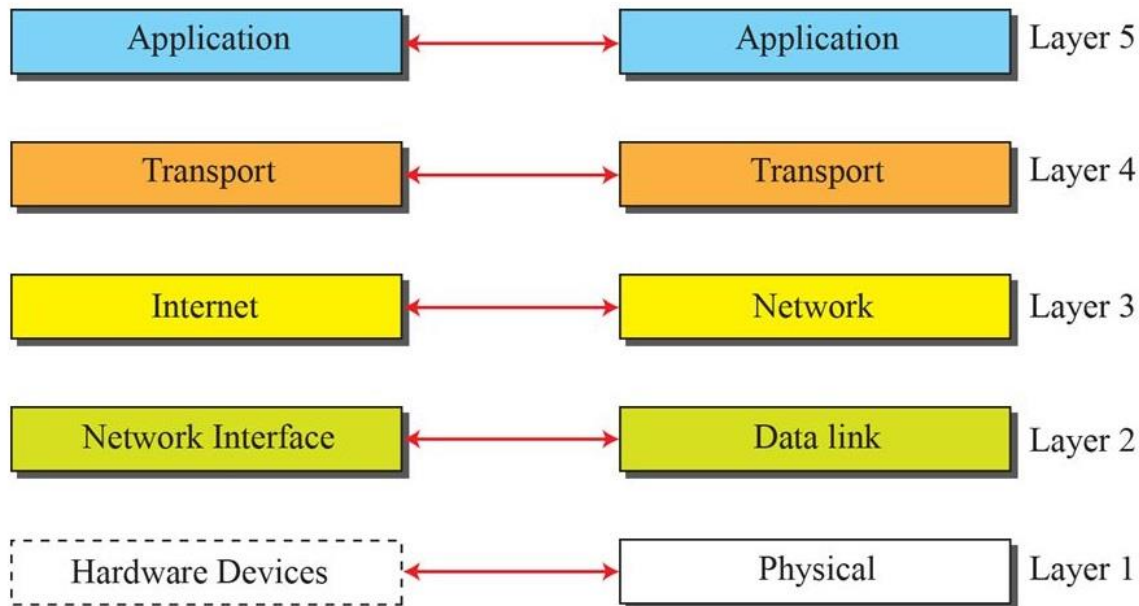 Application Application Layer 5
Transport Transport Layer 4
Internet Network Layer 3
Network Interface Data link Layer 2
Hardware Devices Physical Layer 1